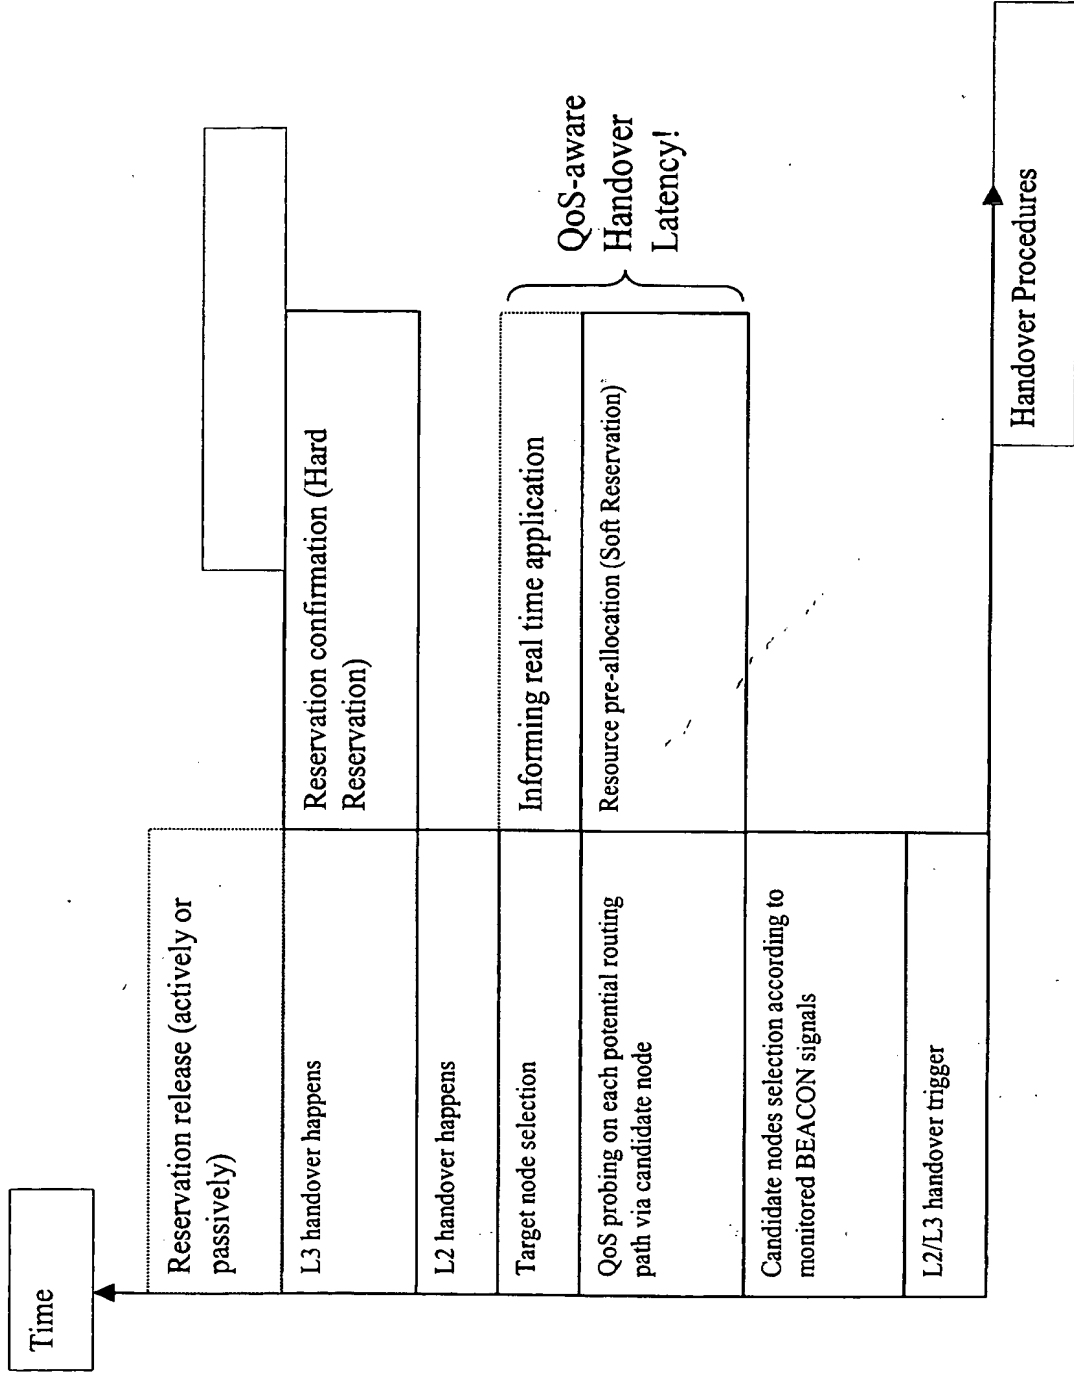 Time
Reservation release (actively or
passively)
L3 handover happens
Reservation confirmation (Hard
Reservation)
L2 handover happens
Target node selection
Informing real time application
QoS probing on each potential routing
path via candidate node
Resource pre-allocation (Soft Reservation)
QoS-aware
Handover
Latency!
Candidate nodes selection according to
monitored BEACON signals
L2/L3 handover trigger
Handover Procedures